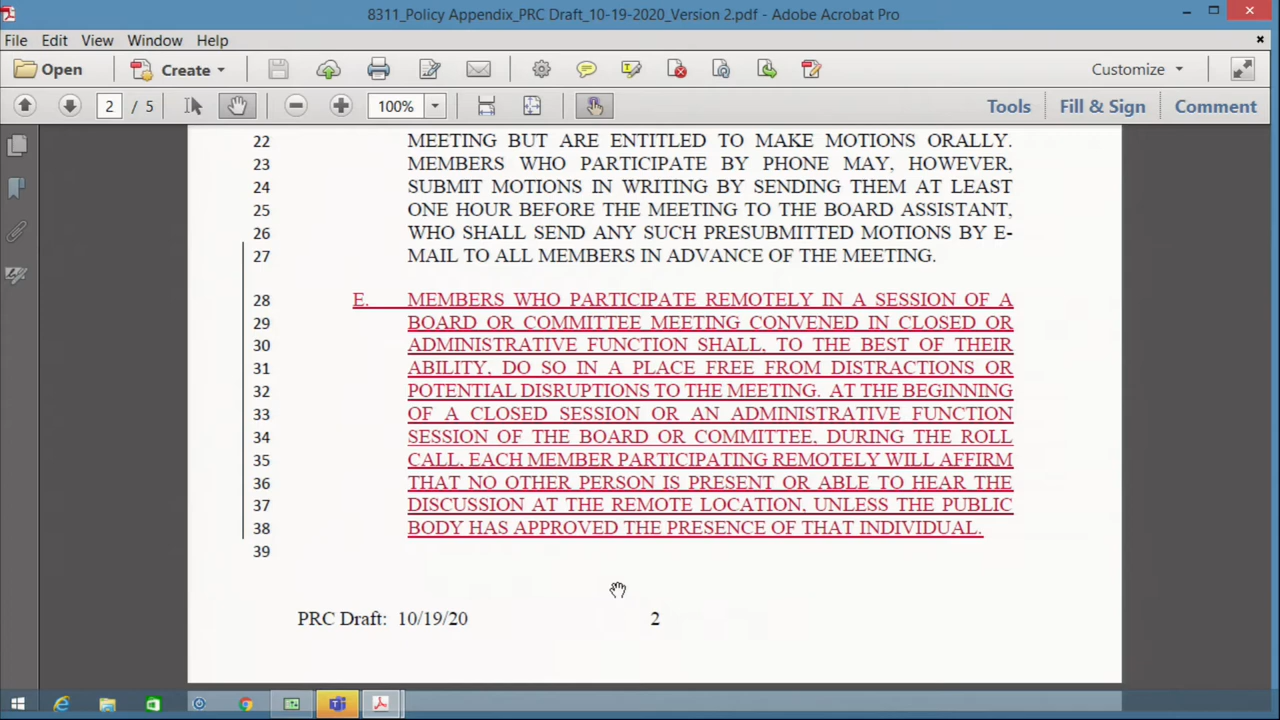 8311_Policy Appendix_PRC Draft_10-19-2020_Version 2.pdf - Adobe Acrobat Pro
File Edit View Window Help
Open Create Customize
2 / 5 100% Tools Fill & Sign Comment
22 MEETING BUT ARE ENTITLED TO MAKE MOTIONS ORALLY.
23 MEMBERS WHO PARTICIPATE BY PHONE MAY, HOWEVER,
24 SUBMIT MOTIONS IN WRITING BY SENDING THEM AT LEAST
25 ONE HOUR BEFORE THE MEETING TO THE BOARD ASSISTANT,
26 WHO SHALL SEND ANY SUCH PRESUBMITTED MOTIONS BY E-
27 MAIL TO ALL MEMBERS IN ADVANCE OF THE MEETING.
28 E. MEMBERS WHO PARTICIPATE REMOTELY IN A SESSION OF A
29 BOARD OR COMMITTEE MEETING CONVENED IN CLOSED OR
30 ADMINISTRATIVE FUNCTION SHALL, TO THE BEST OF THEIR
31 ABILITY, DO SO IN A PLACE FREE FROM DISTRACTIONS OR
32 POTENTIAL DISRUPTIONS TO THE MEETING. AT THE BEGINNING
33 OF A CLOSED SESSION OR AN ADMINISTRATIVE FUNCTION
34 SESSION OF THE BOARD OR COMMITTEE, DURING THE ROLL
35 CALL, EACH MEMBER PARTICIPATING REMOTELY WILL AFFIRM
36 THAT NO OTHER PERSON IS PRESENT OR ABLE TO HEAR THE
37 DISCUSSION AT THE REMOTE LOCATION, UNLESS THE PUBLIC
38 BODY HAS APPROVED THE PRESENCE OF THAT INDIVIDUAL.
39
PRC Draft: 10/19/20 2